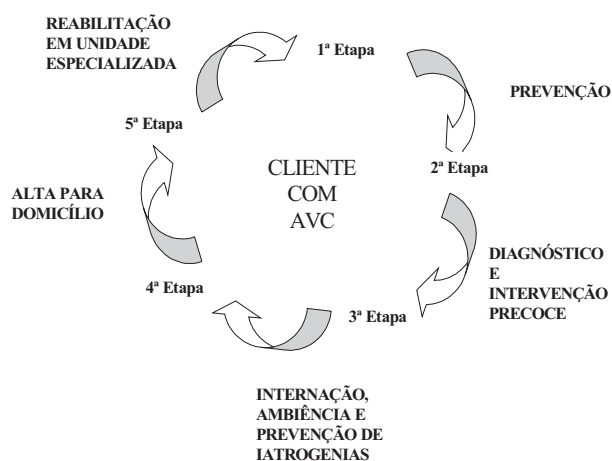 REABILITAÇÃO
EM UNIDADE
ESPECIALIZADA
1ª Etapa
PREVENÇÃO
2ª Etapa
DIAGNÓSTICO
E
INTERVENÇÃO
PRECOCE
3ª Etapa
INTERNAÇÃO,
AMBIÊNCIA E
PREVENÇÃO DE
IATROGENIAS
4ª Etapa
ALTA PARA
DOMICÍLIO
5ª Etapa
CLIENTE
COM
AVC